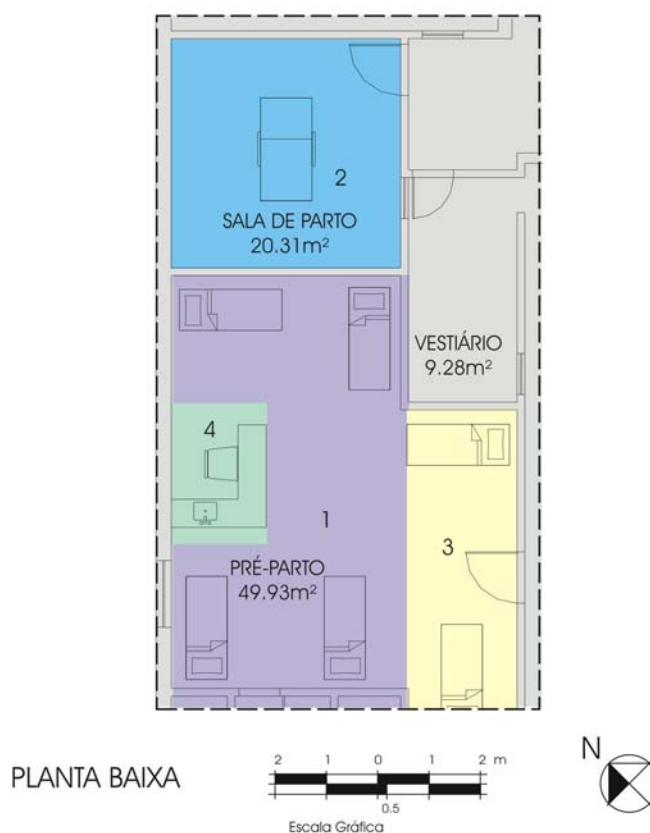 2
SALA DE PARTO
20.31m²
VESTIÁRIO
9.28m²
4
1
3
PRÉ-PARTO
49.93m²
PLANTA BAIXA
2 1 0 1 2 m
0.5
Escala Gráfica
N